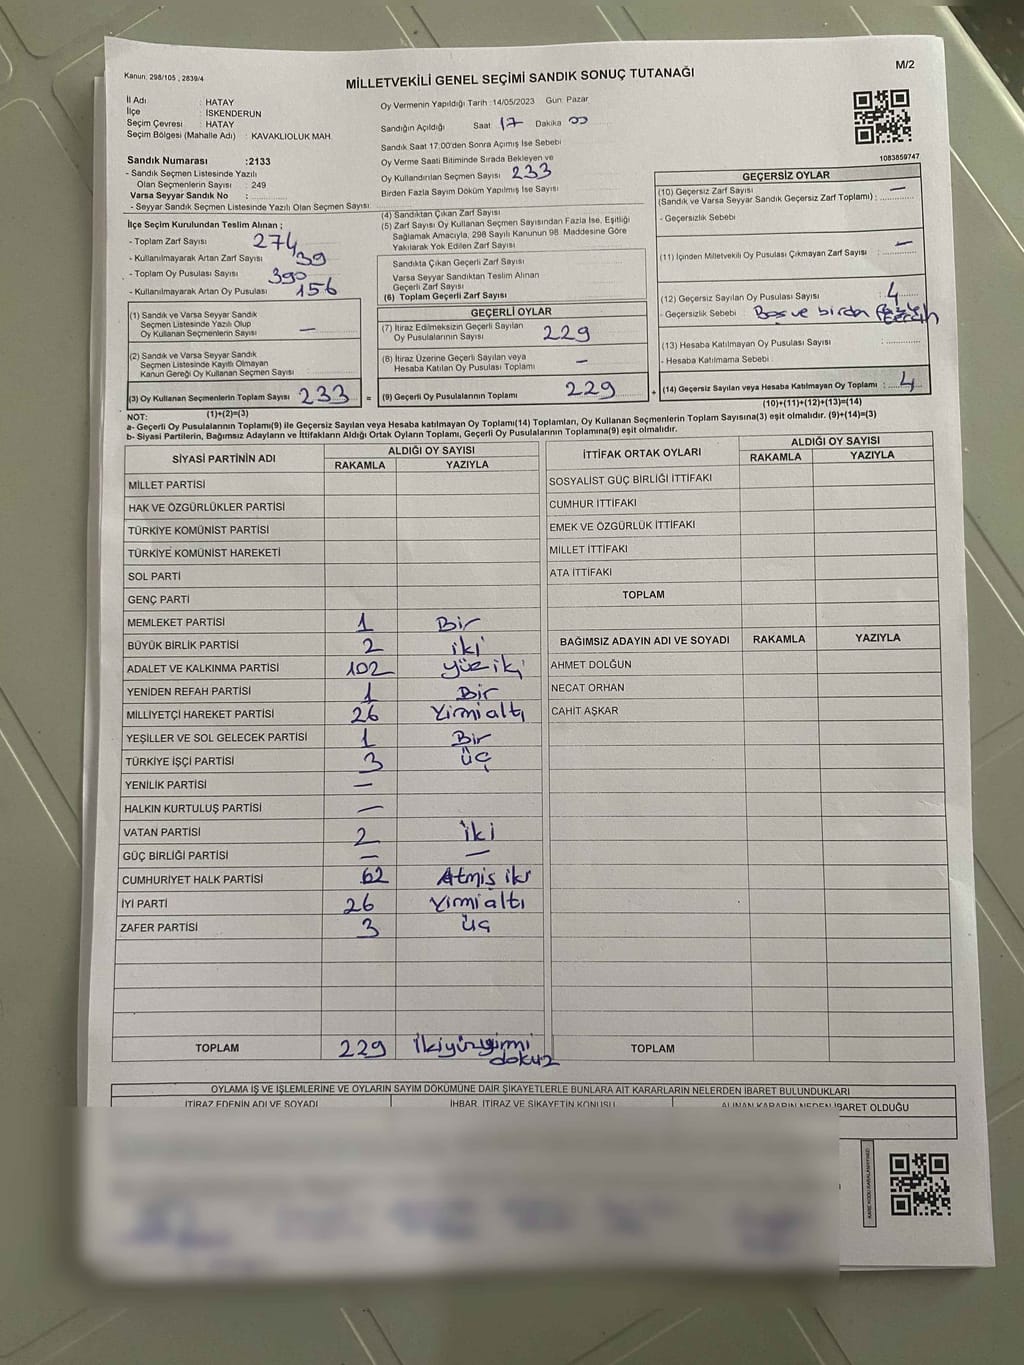 Kanun: 298/105 , 2839/4
MİLLETVEKİLİ GENEL SEÇİMİ SANDIK SONUÇ TUTANAĞI
M/2
İl Adı : HATAY
İlçe : İSKENDERUN
Seçim Çevresi : HATAY
Seçim Bölgesi (Mahalle Adı) : KAVAKLIOLUK MAH.
Sandık Numarası :2133
- Sandık Seçmen Listesinde Yazılı
Olan Seçmenlerin Sayısı : 249
Varsa Seyyar Sandık No :
- Seyyar Sandık Seçmen Listesinde Yazılı Olan Seçmen Sayısı:
Oy Vermenin Yapıldığı Tarih :14/05/2023 Gün: Pazar
Sandığın Açıldığı Saat 17 Dakika 00
Sandık Saat 17.00'den Sonra Açımış İse Sebebi
Oy Verme Saati Bitiminde Sırada Bekleyen ve
Oy Kullandırılan Seçmen Sayısı 233
Birden Fazla Sayım Döküm Yapılmış İse Sayısı
1083859747
İlçe Seçim Kurulundan Teslim Alınan ;
- Toplam Zarf Sayısı 274
- Kullanılmayarak Artan Zarf Sayısı 39
- Toplam Oy Pusulası Sayısı 390
- Kullanılmayarak Artan Oy Pusulası 156
(4) Sandıktan Çıkan Zarf Sayısı
(5) Zarf Sayısı Oy Kullanan Seçmen Sayısından Fazla İse, Eşitliği
Sağlamak Amacıyla, 298 Sayılı Kanunun 98. Maddesine Göre
Yakılarak Yok Edilen Zarf Sayısı
Sandıkta Çıkan Geçerli Zarf Sayısı
Varsa Seyyar Sandıktan Teslim Alınan
Geçerli Zarf Sayısı
(6) Toplam Geçerli Zarf Sayısı
GEÇERSİZ OYLAR
(10) Geçersiz Zarf Sayısı
(Sandık ve Varsa Seyyar Sandık Geçersiz Zarf Toplamı) : —
- Geçersizlik Sebebi
(11) İçinden Milletvekili Oy Pusulası Çıkmayan Zarf Sayısı —
(12) Geçersiz Sayılan Oy Pusulası Sayısı : 4
- Geçersizlik Sebebi : Boş ve birden fazla
(13) Hesaba Katılmayan Oy Pusulası Sayısı :
- Hesaba Katılmama Sebebi :
(14) Geçersiz Sayılan veya Hesaba Katılmayan Oy Toplamı : 4
(10)+(11)+(12)+(13)=(14)
(1) Sandık ve Varsa Seyyar Sandık
Seçmen Listesinde Yazılı Olup
Oy Kullanan Seçmenlerin Sayısı —
(2) Sandık ve Varsa Seyyar Sandık
Seçmen Listesinde Kayıtlı Olmayan
Kanun Gereği Oy Kullanan Seçmen Sayısı :
(3) Oy Kullanan Seçmenlerin Toplam Sayısı 233 =
(1)+(2)=(3)
GEÇERLİ OYLAR
(7) İtiraz Edilmeksizin Geçerli Sayılan
Oy Pusulalarının Sayısı 229
(8) İtiraz Üzerine Geçerli Sayılan veya
Hesaba Katılan Oy Pusulası Toplamı —
(9) Geçerli Oy Pusulalarının Toplamı 229 +
NOT:
a- Geçerli Oy Pusulalarının Toplamı(9) ile Geçersiz Sayılan veya Hesaba katılmayan Oy Toplamı(14) Toplamları, Oy Kullanan Seçmenlerin Toplam Sayısına(3) eşit olmalıdır. (9)+(14)=(3)
b- Siyasi Partilerin, Bağımsız Adayların ve İttifakların Aldığı Ortak Oyların Toplamı, Geçerli Oy Pusulalarının Toplamına(9) eşit olmalıdır.
SİYASİ PARTİNİN ADI ALDIĞI OY SAYISI
RAKAMLA YAZIYLA
MİLLET PARTİSİ
HAK VE ÖZGÜRLÜKLER PARTİSİ
TÜRKİYE KOMÜNİST PARTİSİ
TÜRKİYE KOMÜNİST HAREKETİ
SOL PARTİ
GENÇ PARTİ
MEMLEKET PARTİSİ 1 Bir
BÜYÜK BİRLİK PARTİSİ 2 iki
ADALET VE KALKINMA PARTİSİ 102 yüz iki
YENİDEN REFAH PARTİSİ 1 Bir
MİLLİYETÇİ HAREKET PARTİSİ 26 Yirmi altı
YEŞİLLER VE SOL GELECEK PARTİSİ 1 Bir
TÜRKİYE İŞÇİ PARTİSİ 3 üç
YENİLİK PARTİSİ —
HALKIN KURTULUŞ PARTİSİ —
VATAN PARTİSİ 2 iki
GÜÇ BİRLİĞİ PARTİSİ — —
CUMHURİYET HALK PARTİSİ 62 Atmış iki
İYİ PARTİ 26 Yirmi altı
ZAFER PARTİSİ 3 üç
TOPLAM 229 İkiyüzyirmi
dokuz
İTTİFAK ORTAK OYLARI ALDIĞI OY SAYISI
RAKAMLA YAZIYLA
SOSYALİST GÜÇ BİRLİĞİ İTTİFAKI
CUMHUR İTTİFAKI
EMEK VE ÖZGÜRLÜK İTTİFAKI
MİLLET İTTİFAKI
ATA İTTİFAKI
TOPLAM
BAĞIMSIZ ADAYIN ADI VE SOYADI RAKAMLA YAZIYLA
AHMET DOLĞUN
NECAT ORHAN
CAHİT AŞKAR
TOPLAM
OYLAMA İŞ VE İŞLEMLERİNE VE OYLARIN SAYIM DÖKÜMÜNE DAİR ŞİKAYETLERLE BUNLARA AİT KARARLARIN NELERDEN İBARET BULUNDUKLARI
İTİRAZ EDENİN ADI VE SOYADI İHBAR, İTİRAZ VE ŞİKAYETİN KONUSU ALINAN KARARIN NEDEN İBARET OLDUĞU